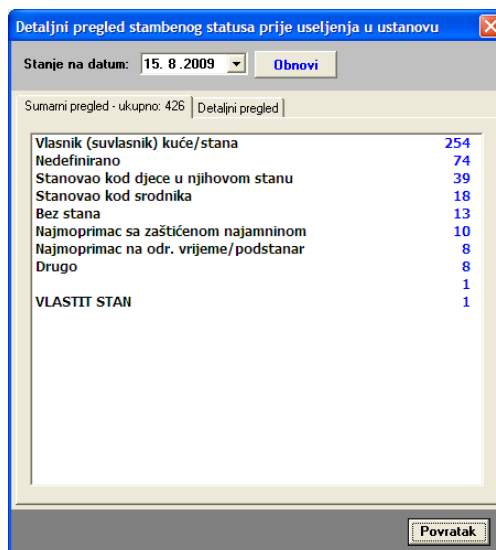 Detaljni pregled stambenog statusa prije useljenja u ustanovu
Stanje na datum: 15. 8 .2009 Obnovi
Sumarni pregled - ukupno: 426 Detaljni pregled
Vlasnik (suvlasnik) kuće/stana 254
Nedefinirano 74
Stanovao kod djece u njihovom stanu 39
Stanovao kod srodnika 18
Bez stana 13
Najmoprimac sa zaštićenom najamninom 10
Najmoprimac na odr. vrijeme/podstanar 8
Drugo 8
1
VLASTIT STAN 1
Povratak